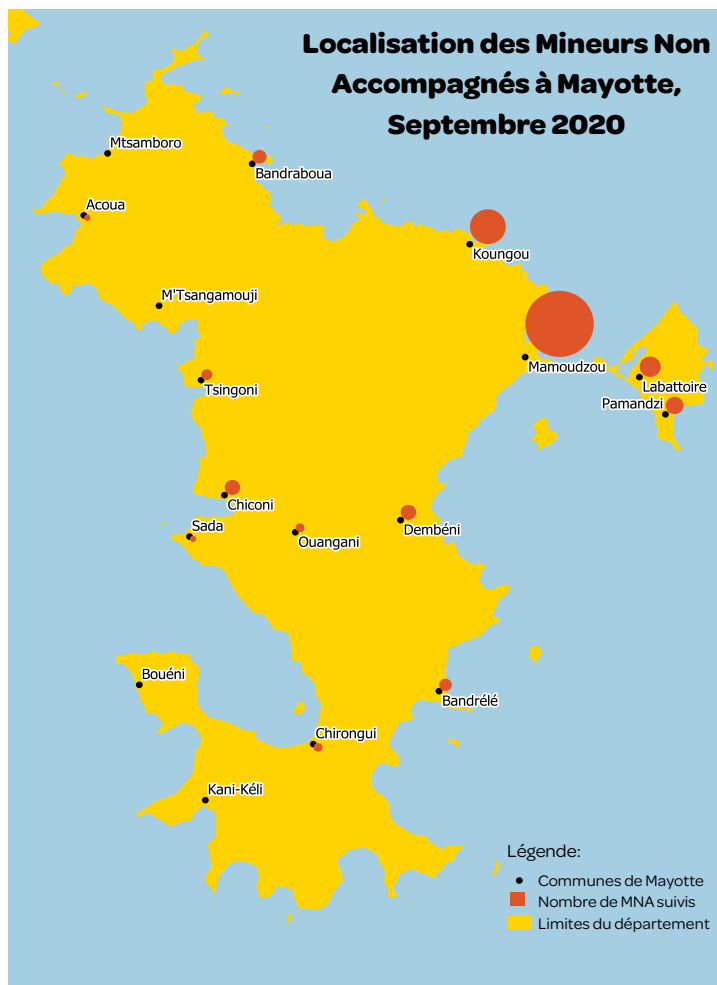 Localisation des Mineurs Non
Accompagnés à Mayotte,
Septembre 2020
Mtsamboro
Bandraboua
Acoua
Koungou
M'Tsangamouji
Mamoudzou
Labattoire
Tsingoni
Pamandzi
Chiconi
Sada
Dembéni
Ouangani
Bouéni
Bandrélé
Chirongui
Kani-Kéli
Légende:
Communes de Mayotte
Nombre de MNA suivis
Limites du département